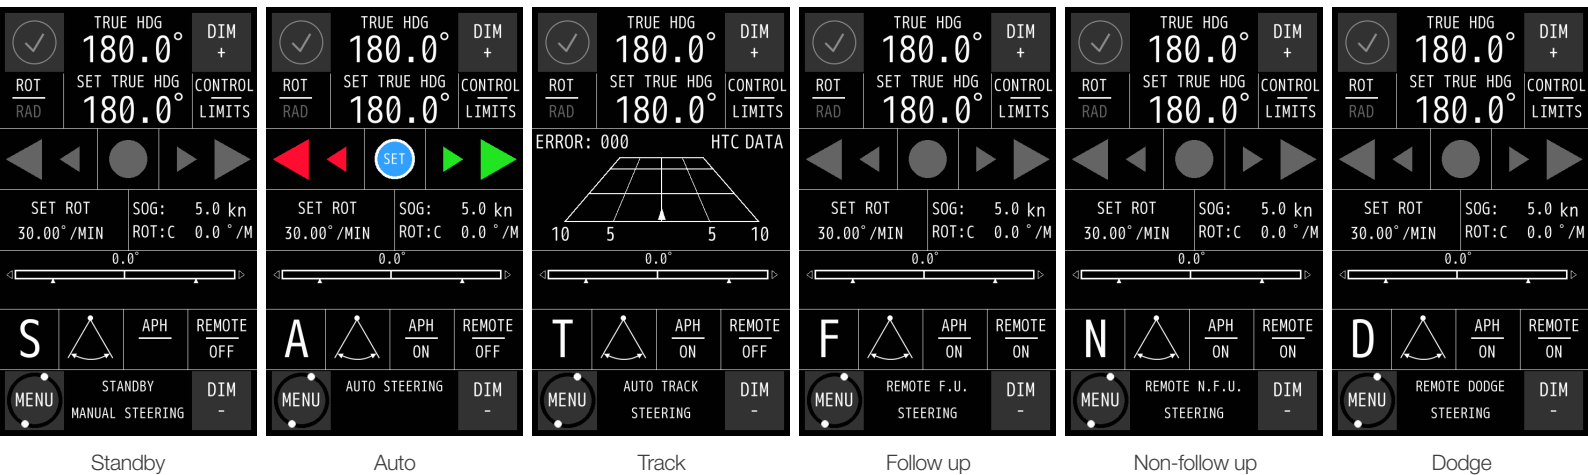 TRUE HDG
180.0°
DIM
+
ROT
RAD
SET TRUE HDG
180.0°
CONTROL
LIMITS
SET ROT
30.00°/MIN
SOG: 5.0 kn
ROT:C 0.0 °/M
0.0°
S
APH
REMOTE
OFF
MENU
STANDBY
MANUAL STEERING
DIM
-
Standby
TRUE HDG
180.0°
DIM
+
ROT
RAD
SET TRUE HDG
180.0°
CONTROL
LIMITS
SET
SET ROT
30.00°/MIN
SOG: 5.0 kn
ROT:C 0.0 °/M
0.0°
A
APH
ON
REMOTE
OFF
MENU
AUTO STEERING
DIM
-
Auto
TRUE HDG
180.0°
DIM
+
ROT
RAD
SET TRUE HDG
180.0°
CONTROL
LIMITS
ERROR: 000 HTC DATA
10 5 5 10
0.0°
T
APH
ON
REMOTE
OFF
MENU
AUTO TRACK
STEERING
DIM
-
Track
TRUE HDG
180.0°
DIM
+
ROT
RAD
SET TRUE HDG
180.0°
CONTROL
LIMITS
SET ROT
30.00°/MIN
SOG: 5.0 kn
ROT:C 0.0 °/M
0.0°
F
APH
ON
REMOTE
ON
MENU
REMOTE F.U.
STEERING
DIM
-
Follow up
TRUE HDG
180.0°
DIM
+
ROT
RAD
SET TRUE HDG
180.0°
CONTROL
LIMITS
SET ROT
30.00°/MIN
SOG: 5.0 kn
ROT:C 0.0 °/M
0.0°
N
APH
ON
REMOTE
ON
MENU
REMOTE N.F.U.
STEERING
DIM
-
Non-follow up
TRUE HDG
180.0°
DIM
+
ROT
RAD
SET TRUE HDG
180.0°
CONTROL
LIMITS
SET ROT
30.00°/MIN
SOG: 5.0 kn
ROT:C 0.0 °/M
0.0°
D
APH
ON
REMOTE
ON
MENU
REMOTE DODGE
STEERING
DIM
-
Dodge